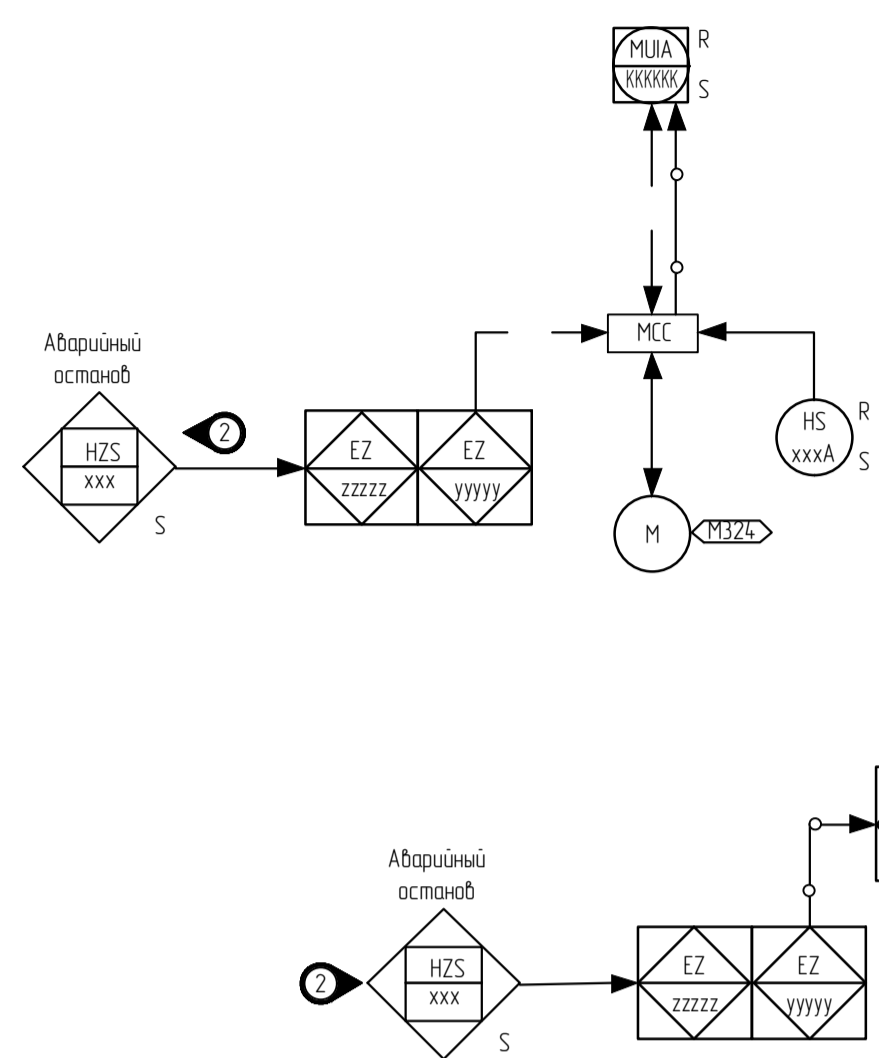 MUIA
KKKKKK
R
S
MCC
Аварийный
останов
HZS
xxx
S
2
EZ
zzzzz
EZ
yyyyy
HS
xxxA
R
S
M
M324
Аварийный
останов
2
HZS
xxx
S
EZ
zzzzz
EZ
yyyyy